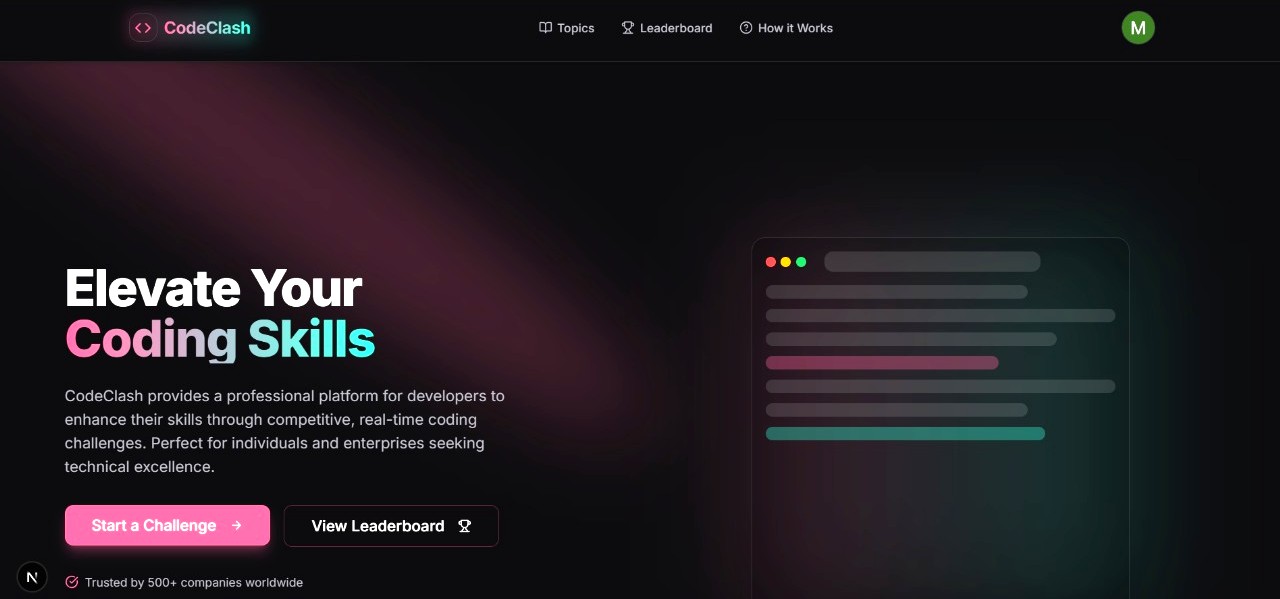 CodeClash
Topics
Leaderboard
How it Works
M
Elevate Your
Coding Skills
CodeClash provides a professional platform for developers to
enhance their skills through competitive, real-time coding
challenges. Perfect for individuals and enterprises seeking
technical excellence.
Start a Challenge →
View Leaderboard
N
Trusted by 500+ companies worldwide